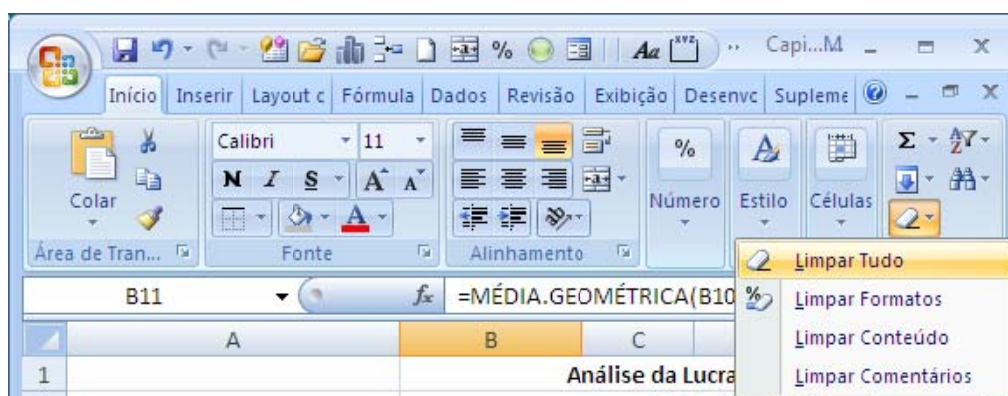 Aa xyz Capi...M
Início Inserir Layout c Fórmula Dados Revisão Exibição Desenvc Supleme
Colar
Calibri 11
N I S A A
Número Estilo Células
Área de Tran... Fonte Alinhamento
Limpar Tudo
B11 fx =MÉDIA.GEOMÉTRICA(B10
Limpar Formatos
A B C
Limpar Conteúdo
1 Análise da Lucra
Limpar Comentários